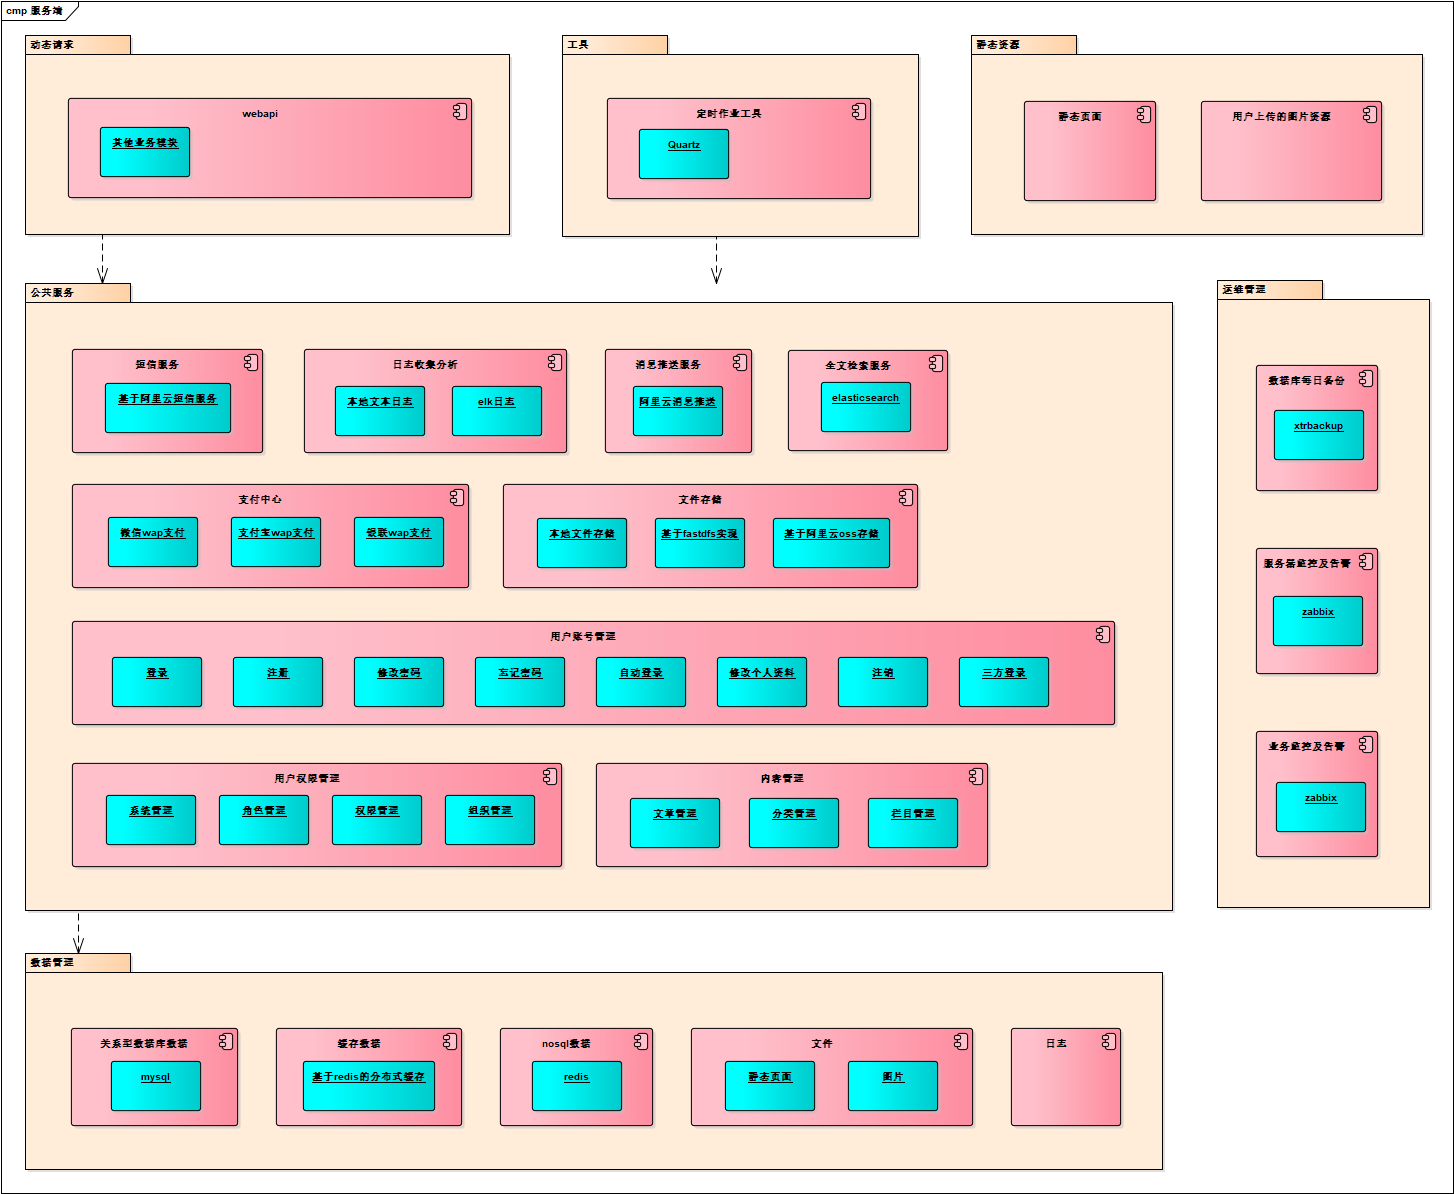 cmp 服务端
动态请求
webapi
其他业务模块
工具
定时作业工具
Quartz
静态资源
静态页面
用户上传的图片资源
公共服务
短信服务
基于阿里云短信服务
日志收集分析
本地文本日志
elk日志
消息推送服务
阿里云消息推送
全文检索服务
elasticsearch
支付中心
微信wap支付
支付宝wap支付
银联wap支付
文件存储
本地文件存储
基于fastdfs实现
基于阿里云oss存储
用户账号管理
登录
注册
修改密码
忘记密码
自动登录
修改个人资料
注销
三方登录
用户权限管理
系统管理
角色管理
权限管理
组织管理
内容管理
文章管理
分类管理
栏目管理
运维管理
数据库每日备份
xtrbackup
服务器监控及告警
zabbix
业务监控及告警
zabbix
数据管理
关系型数据库数据
mysql
缓存数据
基于redis的分布式缓存
nosql数据
redis
文件
静态页面
图片
日志